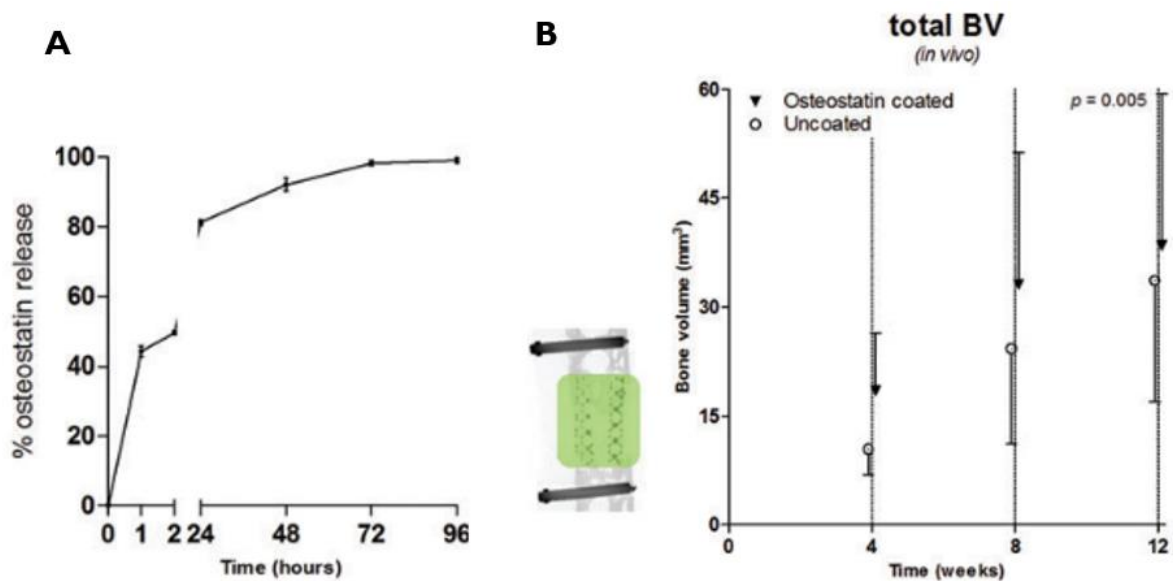 A
% osteostatin release
100
80
60
40
20
0
0 1 2 24 48 72 96
Time (hours)
B
total BV
(in vivo)
Osteostatin coated
Uncoated
p = 0.005
Bone volume (mm³)
60
45
30
15
0
0 4 8 12
Time (weeks)